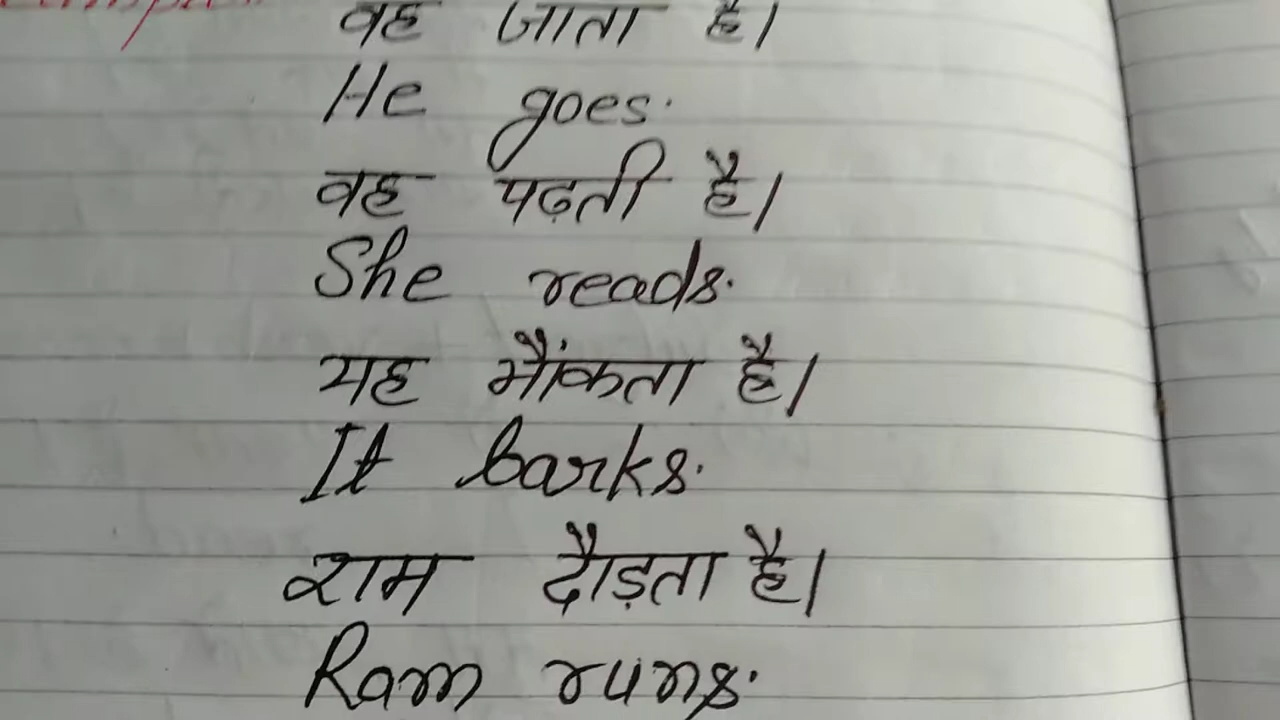 वह जाता है।
He goes.
वह पढ़ती है।
She reads.
यह भौंकता है।
It barks.
राम दौड़ता है।
Ram runs.